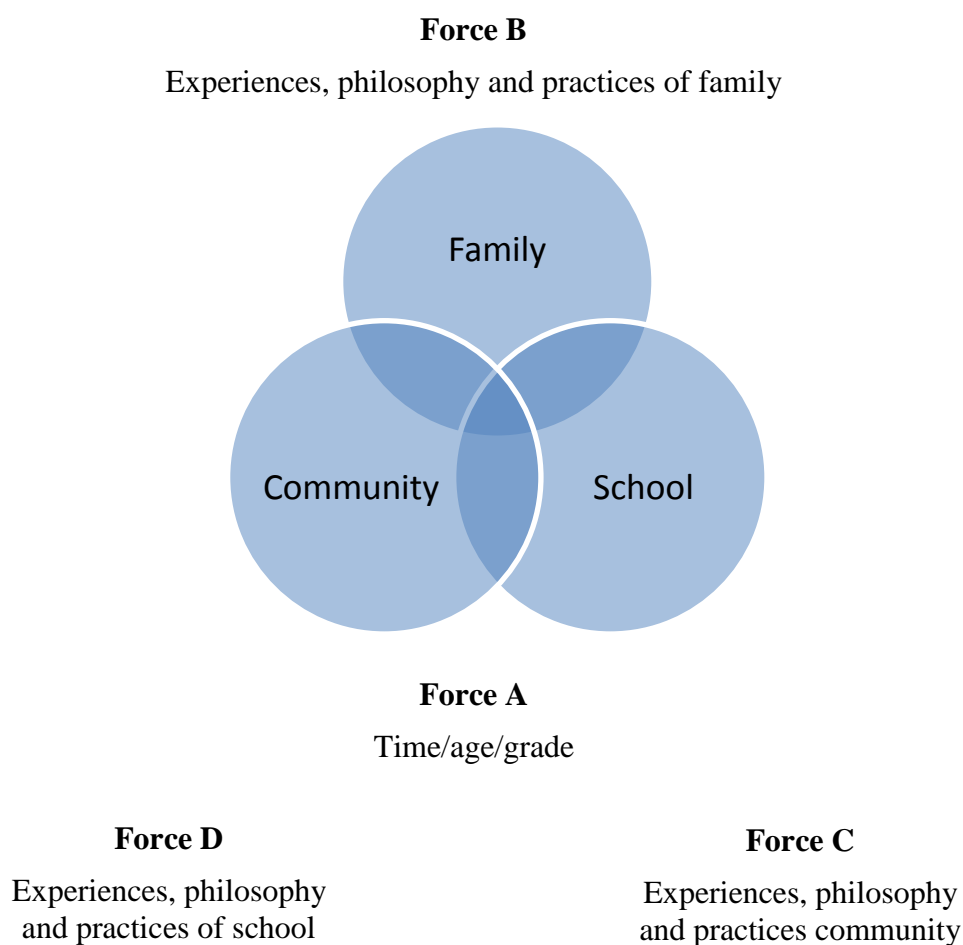 Force B
Experiences, philosophy and practices of family
Family
Community
School
Force A
Time/age/grade
Force D
Experiences, philosophy
and practices of school
Force C
Experiences, philosophy
and practices community